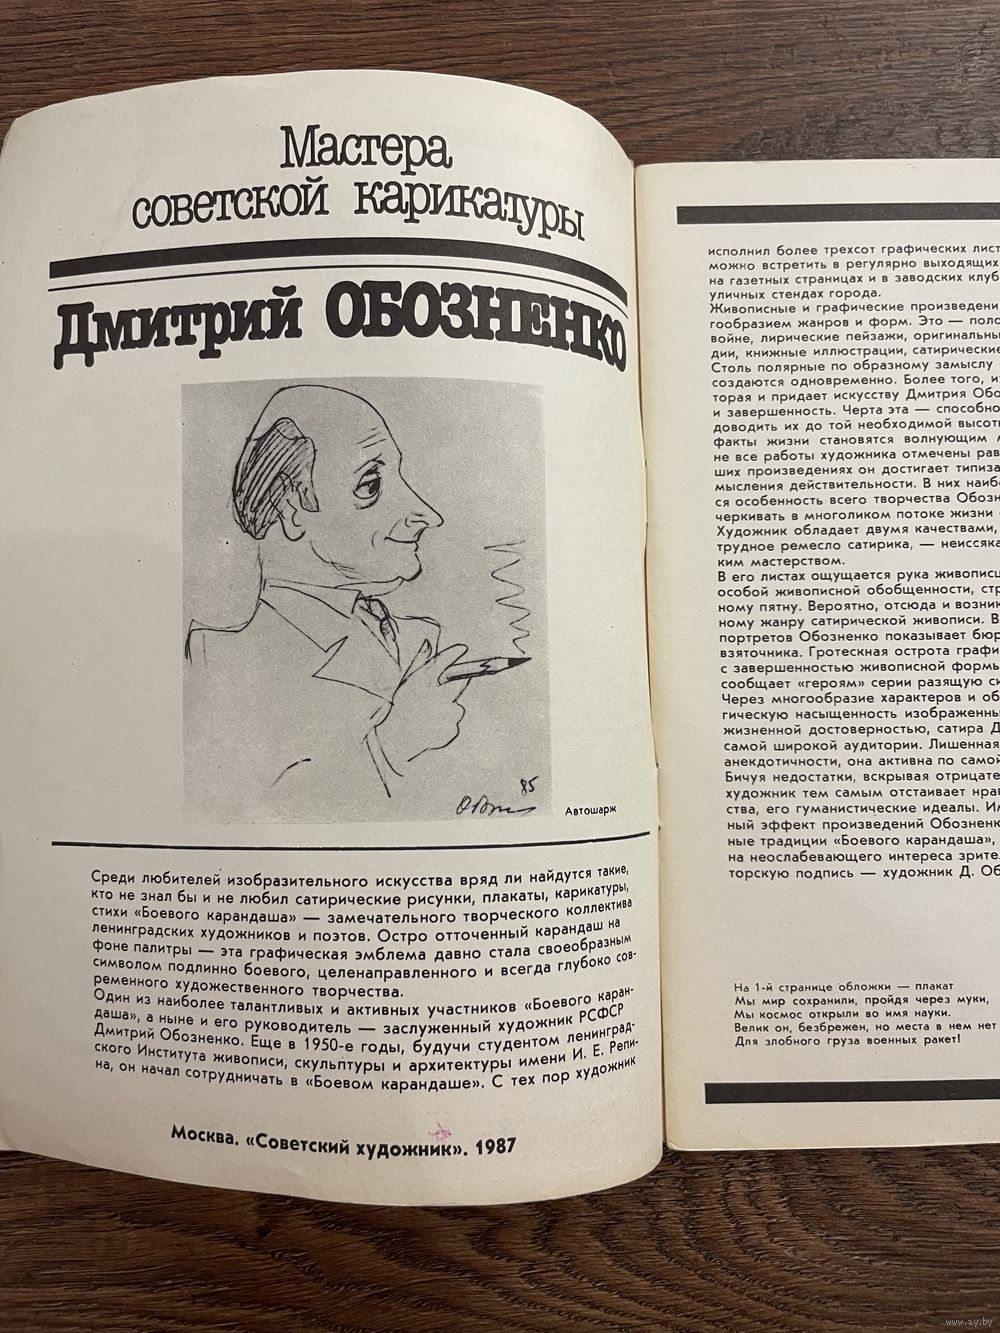 Мастера
советской карикатуры
Дмитрий ОБОЗНЕНКО
85
Автошарж
Среди любителей изобразительного искусства вряд ли найдутся такие,
кто не знал бы и не любил сатирические рисунки, плакаты, карикатуры,
стихи «Боевого карандаша» — замечательного творческого коллектива
ленинградских художников и поэтов. Остро отточенный карандаш на
фоне палитры — эта графическая эмблема давно стала своеобразным
символом подлинно боевого, целенаправленного и всегда глубоко сов-
ременного художественного творчества.
Один из наиболее талантливых и активных участников «Боевого каран-
даша», а ныне и его руководитель — заслуженный художник РСФСР
Дмитрий Обозненко. Еще в 1950-е годы, будучи студентом ленинград-
ского Института живописи, скульптуры и архитектуры имени И. Е. Репи-
на, он начал сотрудничать в «Боевом карандаше». С тех пор художник
Москва. «Советский художник». 1987
исполнил более трехсот графических лист
можно встретить в регулярно выходящих
на газетных страницах и в заводских клуб
уличных стендах города.
Живописные и графические произведени
гообразием жанров и форм. Это — поло
войне, лирические пейзажи, оригинальны
дии, книжные иллюстрации, сатирические
Столь полярные по образному замыслу
создаются одновременно. Более того, их
торая и придает искусству Дмитрия Обо
и завершенность. Черта эта — способно
доводить их до той необходимой высоты
факты жизни становятся волнующим
не все работы художника отмечены рав
ших произведениях он достигает типиза
мысления действительности. В них наибо
ся особенность всего творчества Обозн
черкивать в многоликом потоке жизни
Художник обладает двумя качествами,
трудное ремесло сатирика, — неиссяка
ким мастерством.
В его листах ощущается рука живописц
особой живописной обобщенности, стр
ному пятну. Вероятно, отсюда и возник
ному жанру сатирической живописи. В
портретов Обозненко показывает бюр
взяточника. Гротескная острота графи
с завершенностью живописной формы
сообщает «героям» серии разящую си
Через многообразие характеров и об
гическую насыщенность изображенны
жизненной достоверностью, сатира Д
самой широкой аудитории. Лишенная
анекдотичности, она активна по самой
Бичуя недостатки, вскрывая отрицате
художник тем самым отстаивает нрав
ства, его гуманистические идеалы. Им
ный эффект произведений Обозненк
ные традиции «Боевого карандаша»,
на неослабевающего интереса зрите
торскую подпись — художник Д. Об
На 1-й странице обложки — плакат
Мы мир сохранили, пройдя через муки,
Мы космос открыли во имя науки.
Велик он, безбрежен, но места в нем нет
Для злобного груза военных ракет!
www.ay.by